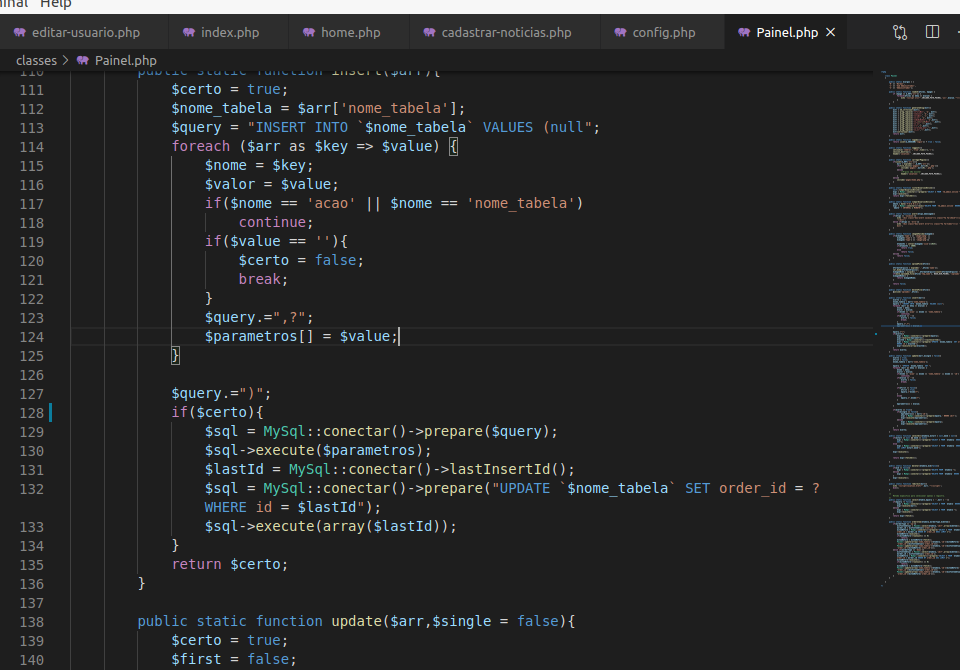 Help
editar-usuario.php
index.php
home.php
cadastrar-noticias.php
config.php
Painel.php
classes > Painel.php
110 public static function insert($arr){
111 $certo = true;
112 $nome_tabela = $arr['nome_tabela'];
113 $query = "INSERT INTO `$nome_tabela` VALUES (null";
114 foreach ($arr as $key => $value) {
115 $nome = $key;
116 $valor = $value;
117 if($nome == 'acao' || $nome == 'nome_tabela')
118 continue;
119 if($value == ''){
120 $certo = false;
121 break;
122 }
123 $query.=",?";
124 $parametros[] = $value;
125 }
126
127 $query.=")";
128 if($certo){
129 $sql = MySql::conectar()->prepare($query);
130 $sql->execute($parametros);
131 $lastId = MySql::conectar()->lastInsertId();
132 $sql = MySql::conectar()->prepare("UPDATE `$nome_tabela` SET order_id = ?
WHERE id = $lastId");
133 $sql->execute(array($lastId));
134 }
135 return $certo;
136 }
137
138 public static function update($arr,$single = false){
139 $certo = true;
140 $first = false;